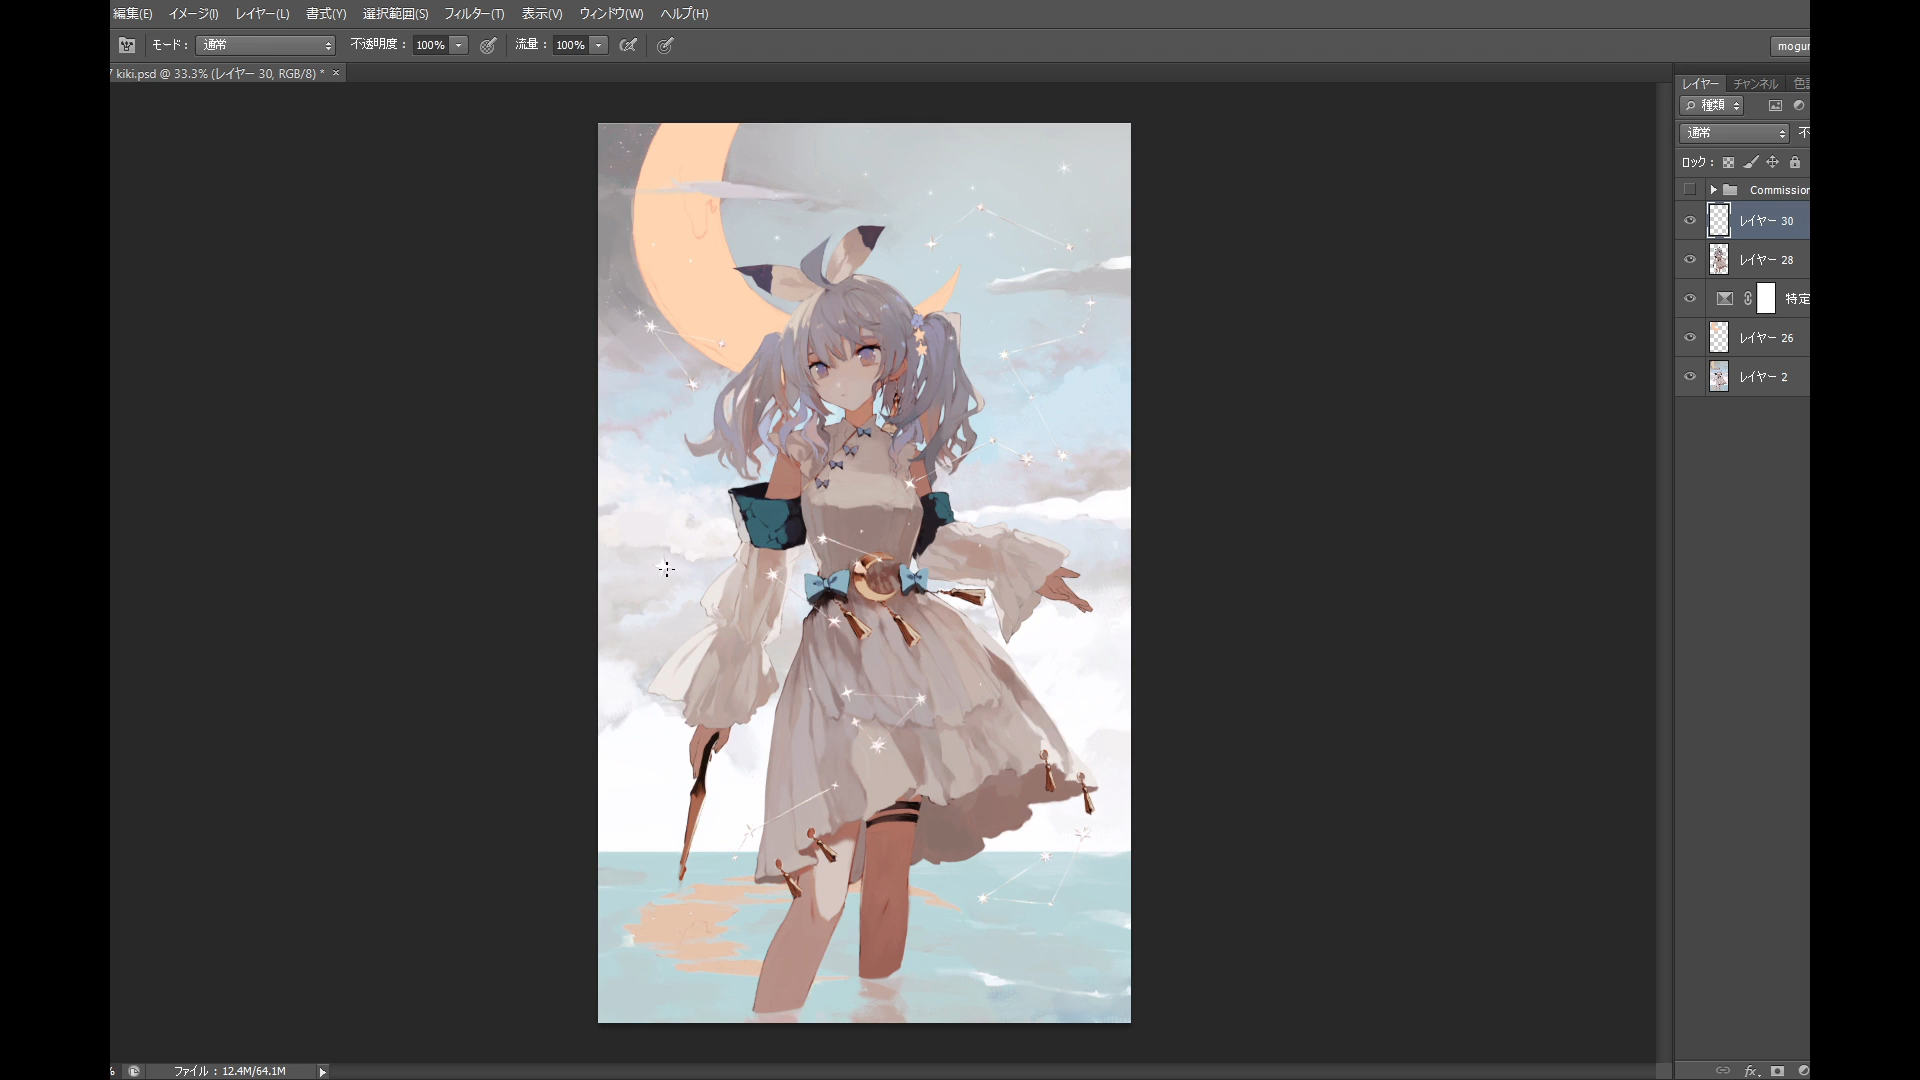 編集(E) イメージ(I) レイヤー(L) 書式(Y) 選択範囲(S) フィルター(T) 表示(V) ウィンドウ(W) ヘルプ(H)
モード： 通常 不透明度： 100% 流量： 100%
kiki.psd @ 33.3% (レイヤー 30, RGB/8) * ×
レイヤー チャンネル 色
種類
通常 不
ロック：
Commission
レイヤー 30
レイヤー 28
特定
レイヤー 26
レイヤー 2
ファイル：12.4M/64.1M
fx.